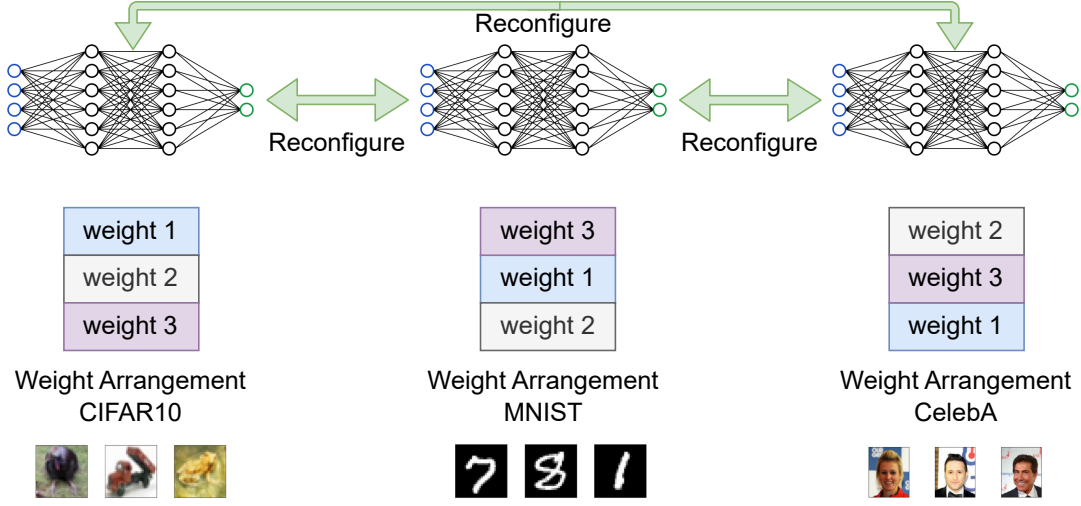 Reconfigure
Reconfigure
Reconfigure
weight 1
weight 2
weight 3
Weight Arrangement
CIFAR10
weight 3
weight 1
weight 2
Weight Arrangement
MNIST
7 8 1
weight 2
weight 3
weight 1
Weight Arrangement
CelebA